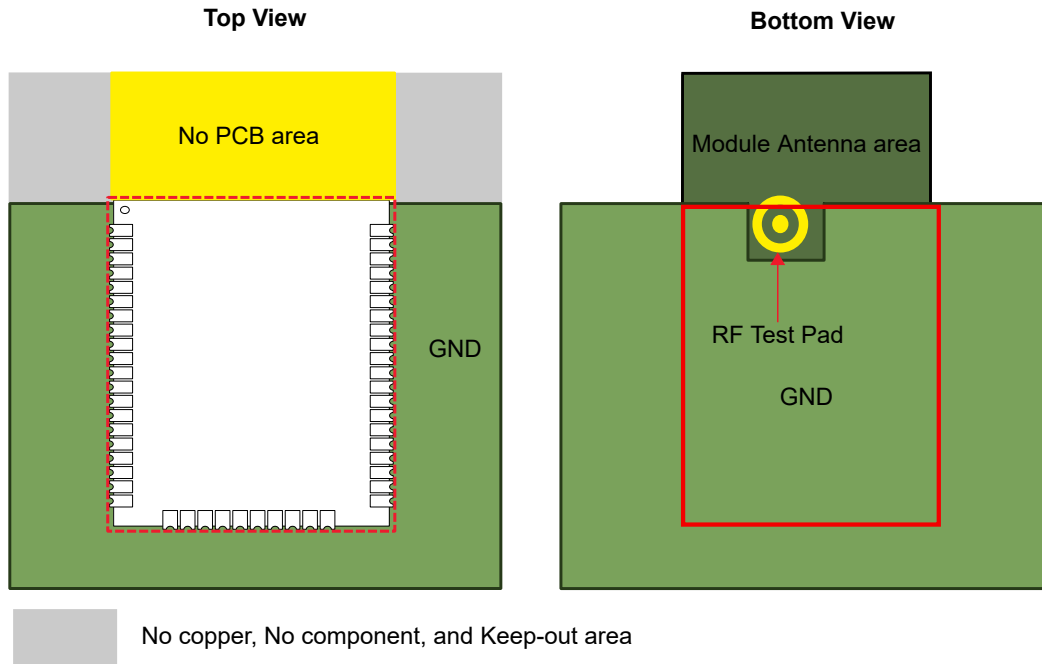 Top View
Bottom View
No PCB area
Module Antenna area
GND
RF Test Pad
GND
No copper, No component, and Keep-out area